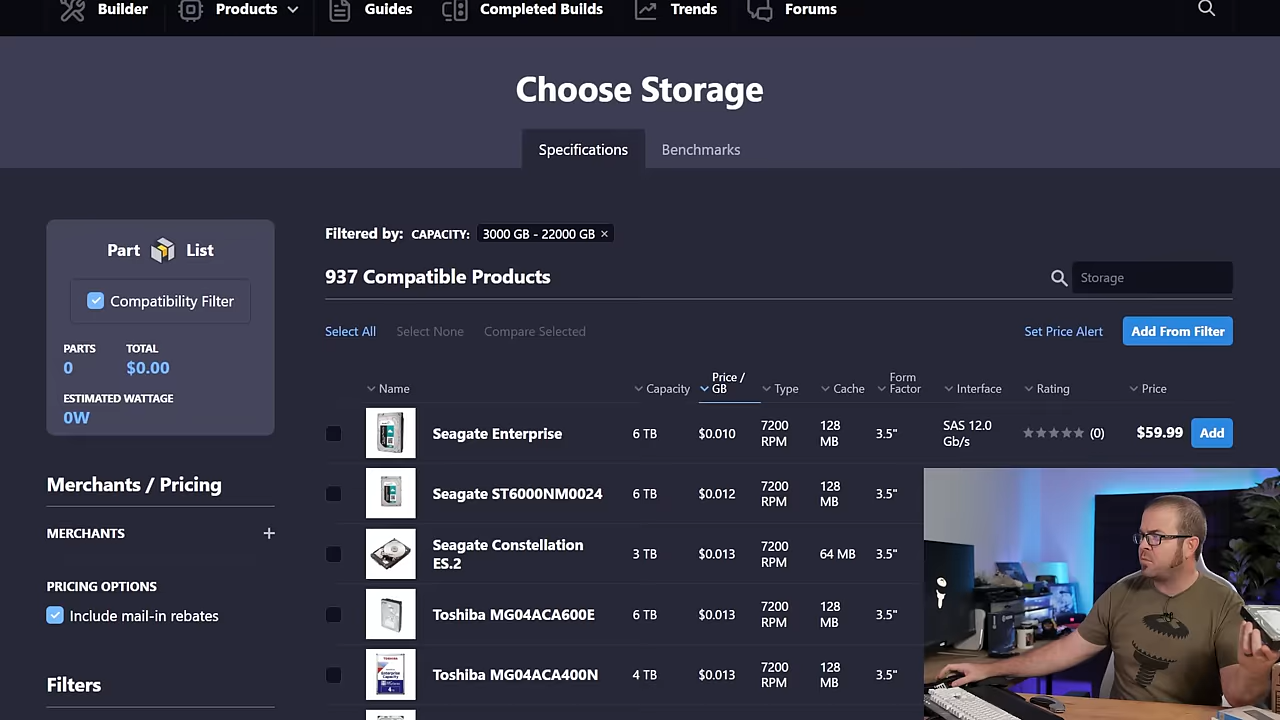 Builder Products Guides Completed Builds Trends Forums
Choose Storage
Specifications Benchmarks
Part List
Compatibility Filter
PARTS TOTAL
0 $0.00
ESTIMATED WATTAGE
0W
Merchants / Pricing
MERCHANTS +
PRICING OPTIONS
Include mail-in rebates
Filters
Filtered by: CAPACITY: 3000 GB - 22000 GB ×
937 Compatible Products
Storage
Select All Select None Compare Selected
Set Price Alert Add From Filter
Name Capacity Price / GB Type Cache Form Factor Interface Rating Price
Seagate Enterprise 6 TB $0.010 7200 RPM 128 MB 3.5" SAS 12.0 Gb/s (0) $59.99 Add
Seagate ST6000NM0024 6 TB $0.012 7200 RPM 128 MB 3.5"
Seagate Constellation ES.2 3 TB $0.013 7200 RPM 64 MB 3.5"
Toshiba MG04ACA600E 6 TB $0.013 7200 RPM 128 MB 3.5"
Toshiba MG04ACA400N 4 TB $0.013 7200 RPM 128 MB 3.5"